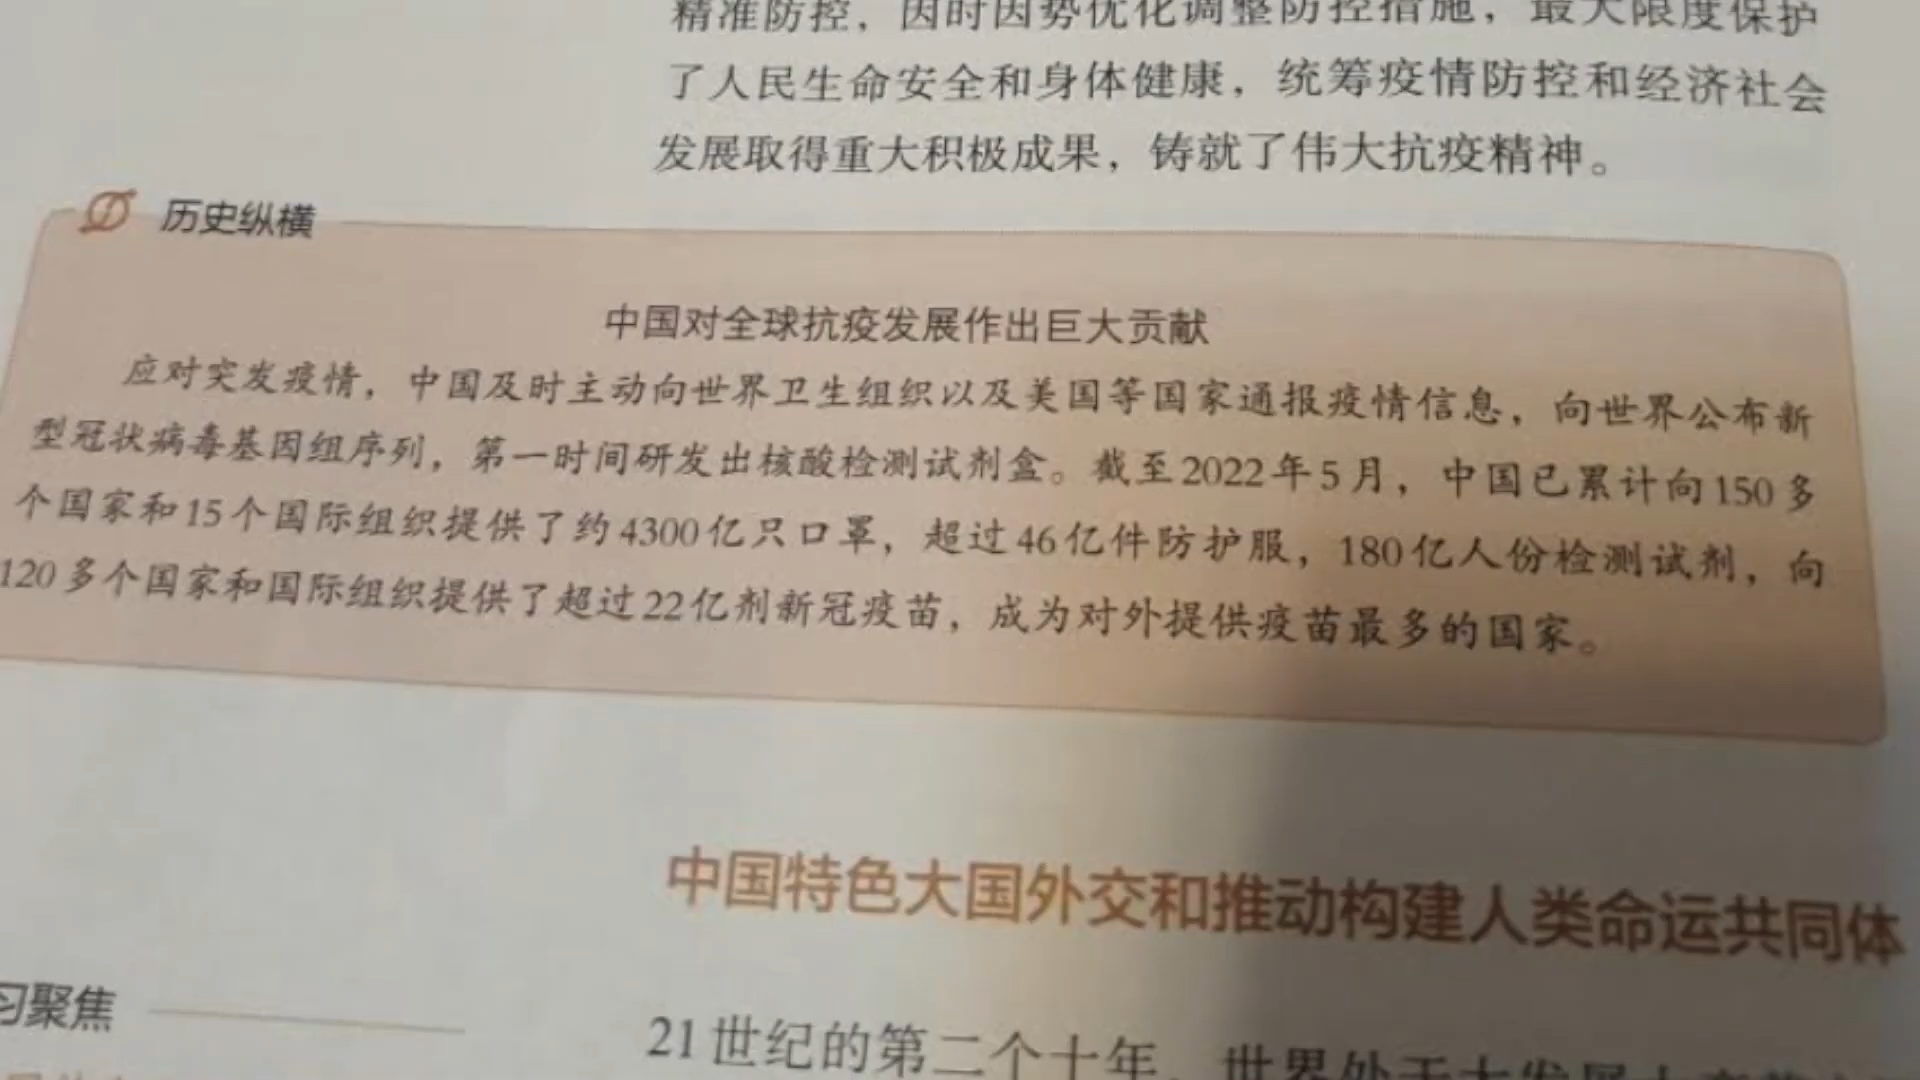 精准防控，因时因势优化调整防控措施，最大限度保护
了人民生命安全和身体健康，统筹疫情防控和经济社会
发展取得重大积极成果，铸就了伟大抗疫精神。
历史纵横
中国对全球抗疫发展作出巨大贡献
应对突发疫情，中国及时主动向世界卫生组织以及美国等国家通报疫情信息，向世界公布新
型冠状病毒基因组序列，第一时间研发出核酸检测试剂盒。截至2022年5月，中国已累计向150多
个国家和15个国际组织提供了约4300亿只口罩，超过46亿件防护服，180亿人份检测试剂，向
120多个国家和国际组织提供了超过22亿剂新冠疫苗，成为对外提供疫苗最多的国家。
中国特色大国外交和推动构建人类命运共同体
习聚焦
21世纪的第二个十年，世界处于大发展大变革